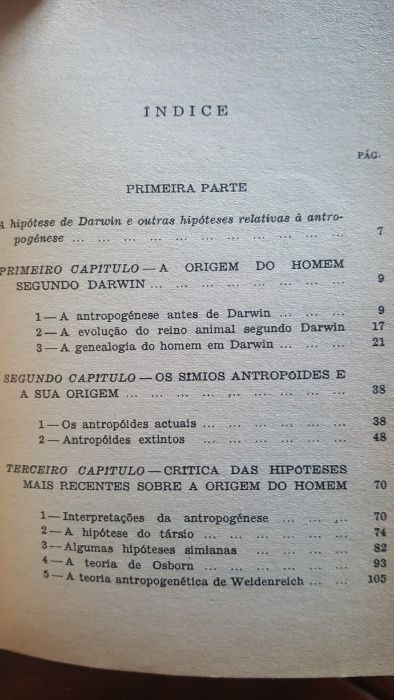 ÍNDICE
PÁG.
PRIMEIRA PARTE
A hipótese de Darwin e outras hipóteses relativas à antro-
pogénese ... ... ... ... ... ... ... ... ... ... ... 7
PRIMEIRO CAPITULO — A ORIGEM DO HOMEM
SEGUNDO DARWIN ... ... ... ... ... ... ... ... 9
1 — A antropogénese antes de Darwin ... ... ... 9
2 — A evolução do reino animal segundo Darwin 17
3 — A genealogia do homem em Darwin ... ... ... 21
SEGUNDO CAPITULO — OS SIMIOS ANTROPÓIDES E
A SUA ORIGEM ... ... ... ... ... ... ... ... ... 38
1 — Os antropóides actuais ... ... ... ... ... ... 38
2 — Antropóides extintos ... ... ... ... ... ... 48
TERCEIRO CAPITULO — CRITICA DAS HIPÓTESES
MAIS RECENTES SOBRE A ORIGEM DO HOMEM 70
1 — Interpretações da antropogénese ... ... ... 70
2 — A hipótese do társio ... ... ... ... ... ... 74
3 — Algumas hipóteses simianas ... ... ... ... 82
4 — A teoria de Osborn ... ... ... ... ... ... 93
5 — A teoria antropogenética de Weidenreich ... ... 105